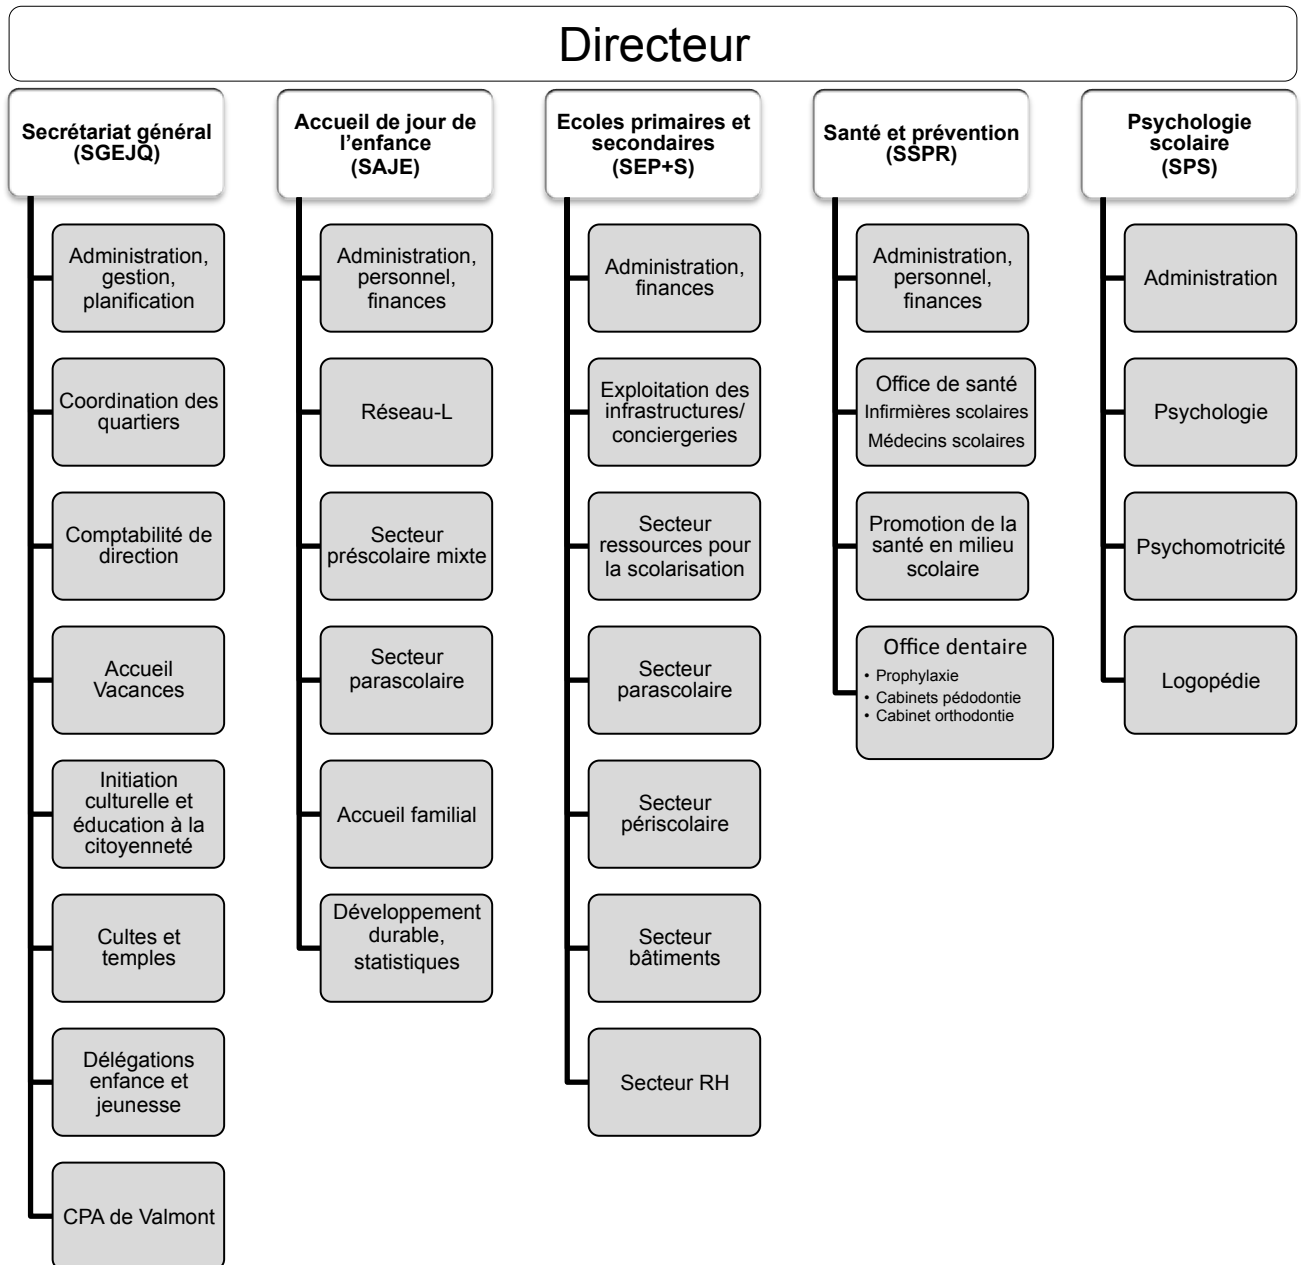 Directeur
Secrétariat général
(SGEJQ)
Administration,
gestion,
planification
Coordination des
quartiers
Comptabilité de
direction
Accueil
Vacances
Initiation
culturelle et
éducation à la
citoyenneté
Cultes et
temples
Délégations
enfance et
jeunesse
CPA de Valmont
Accueil de jour de
l’enfance
(SAJE)
Administration,
personnel,
finances
Réseau-L
Secteur
préscolaire mixte
Secteur
parascolaire
Accueil familial
Développement
durable,
statistiques
Ecoles primaires et
secondaires
(SEP+S)
Administration,
finances
Exploitation des
infrastructures/
conciergeries
Secteur
ressources pour
la scolarisation
Secteur
parascolaire
Secteur
périscolaire
Secteur
bâtiments
Secteur RH
Santé et prévention
(SSPR)
Administration,
personnel,
finances
Office de santé
Infirmières scolaires
Médecins scolaires
Promotion de la
santé en milieu
scolaire
Office dentaire
• Prophylaxie
• Cabinets pédodontie
• Cabinet orthodontie
Psychologie
scolaire
(SPS)
Administration
Psychologie
Psychomotricité
Logopédie